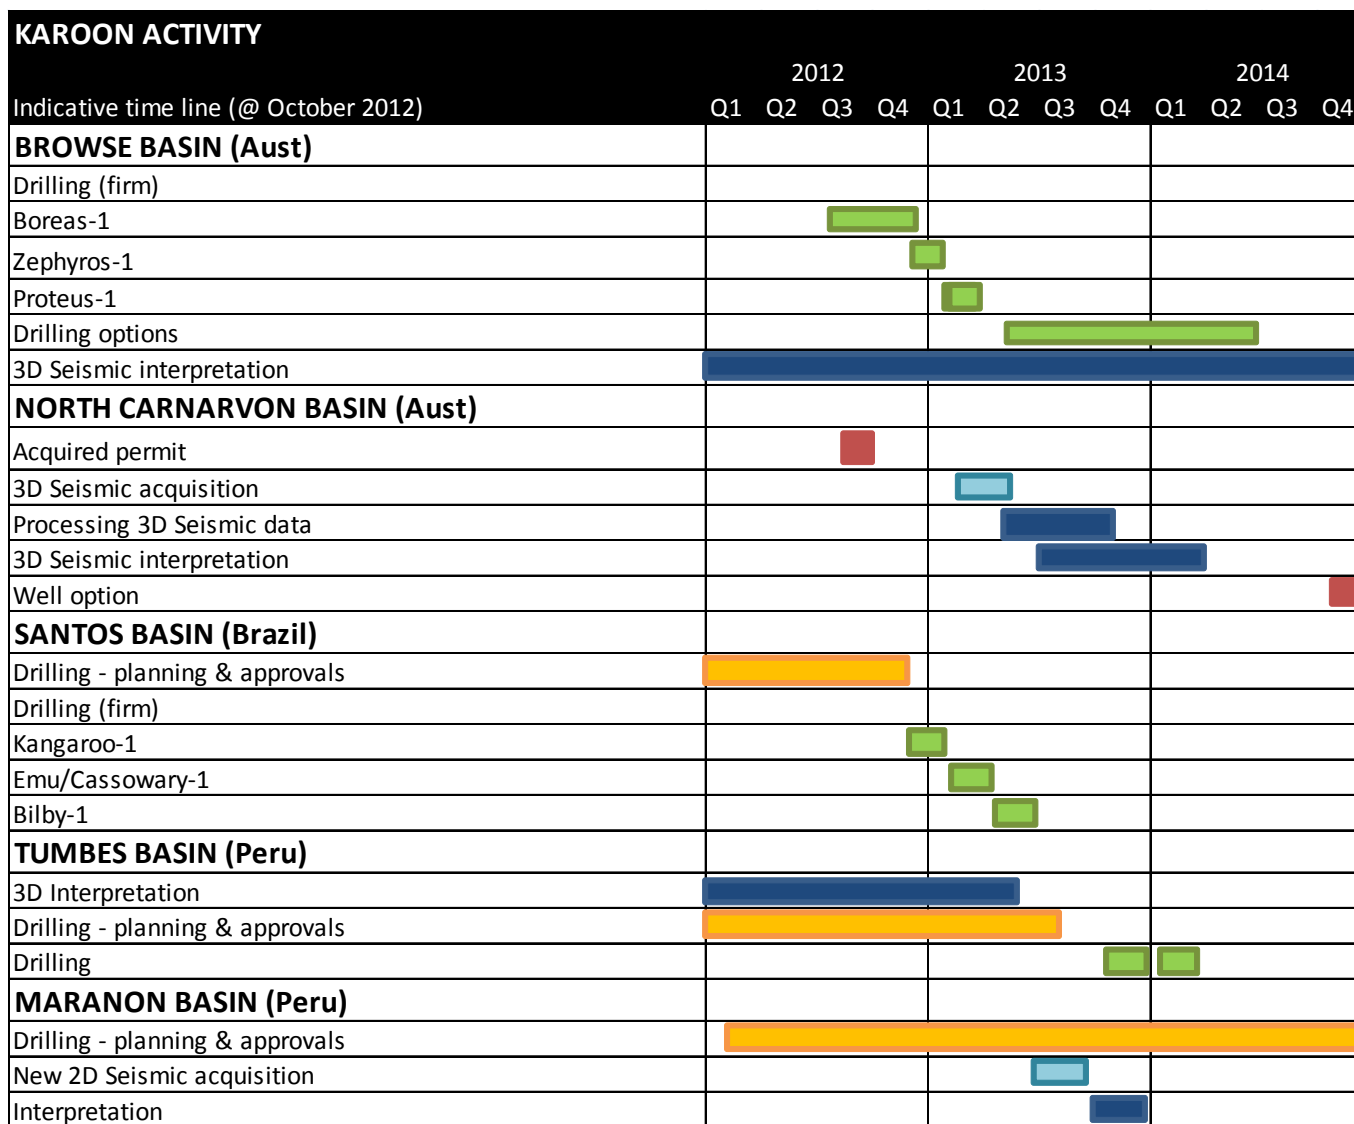 KAROON ACTIVITY
2012 2013 2014
Indicative time line (@ October 2012) Q1 Q2 Q3 Q4 Q1 Q2 Q3 Q4 Q1 Q2 Q3 Q4
BROWSE BASIN (Aust)
Drilling (firm)
Boreas-1
Zephyros-1
Proteus-1
Drilling options
3D Seismic interpretation
NORTH CARNARVON BASIN (Aust)
Acquired permit
3D Seismic acquisition
Processing 3D Seismic data
3D Seismic interpretation
Well option
SANTOS BASIN (Brazil)
Drilling - planning & approvals
Drilling (firm)
Kangaroo-1
Emu/Cassowary-1
Bilby-1
TUMBES BASIN (Peru)
3D Interpretation
Drilling - planning & approvals
Drilling
MARANON BASIN (Peru)
Drilling - planning & approvals
New 2D Seismic acquisition
Interpretation